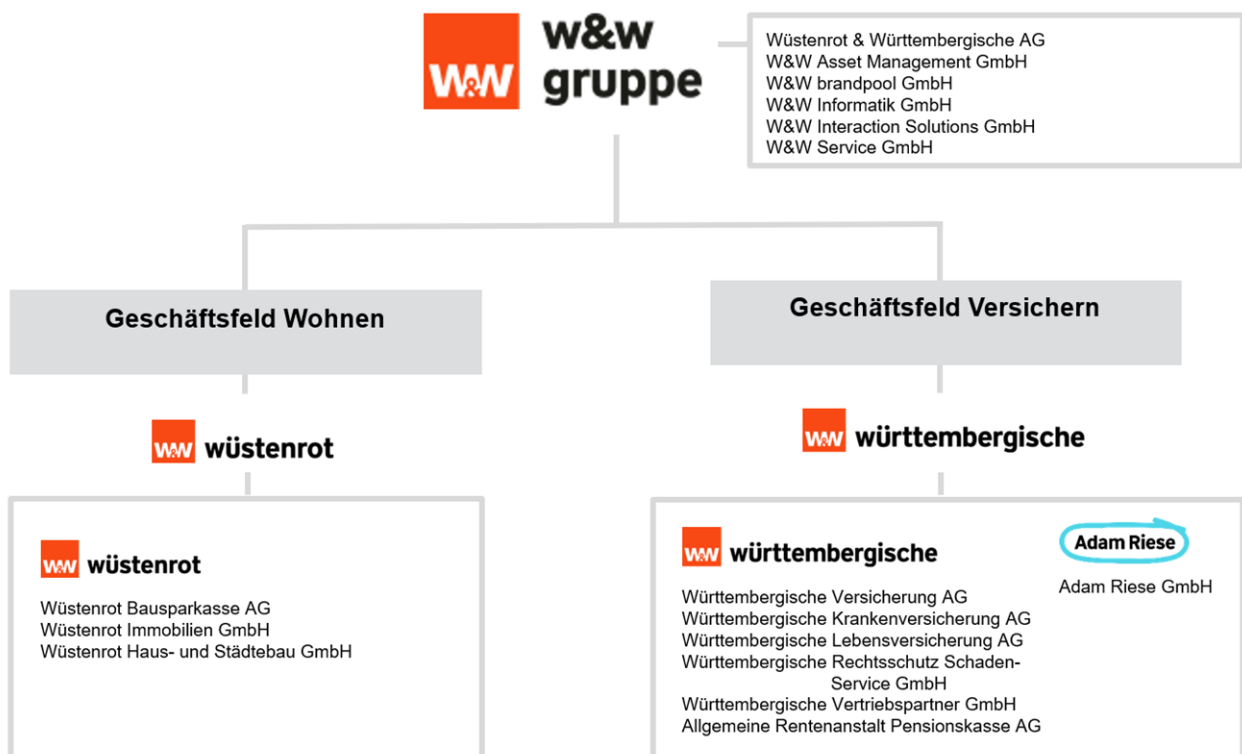 W&W
w&w
gruppe
Wüstenrot & Württembergische AG
W&W Asset Management GmbH
W&W brandpool GmbH
W&W Informatik GmbH
W&W Interaction Solutions GmbH
W&W Service GmbH
Geschäftsfeld Wohnen
Geschäftsfeld Versichern
W&W wüstenrot
W&W württembergische
W&W wüstenrot
Wüstenrot Bausparkasse AG
Wüstenrot Immobilien GmbH
Wüstenrot Haus- und Städtebau GmbH
W&W württembergische
Württembergische Versicherung AG
Württembergische Krankenversicherung AG
Württembergische Lebensversicherung AG
Württembergische Rechtsschutz Schaden-
Service GmbH
Württembergische Vertriebspartner GmbH
Allgemeine Rentenanstalt Pensionskasse AG
Adam Riese
Adam Riese GmbH